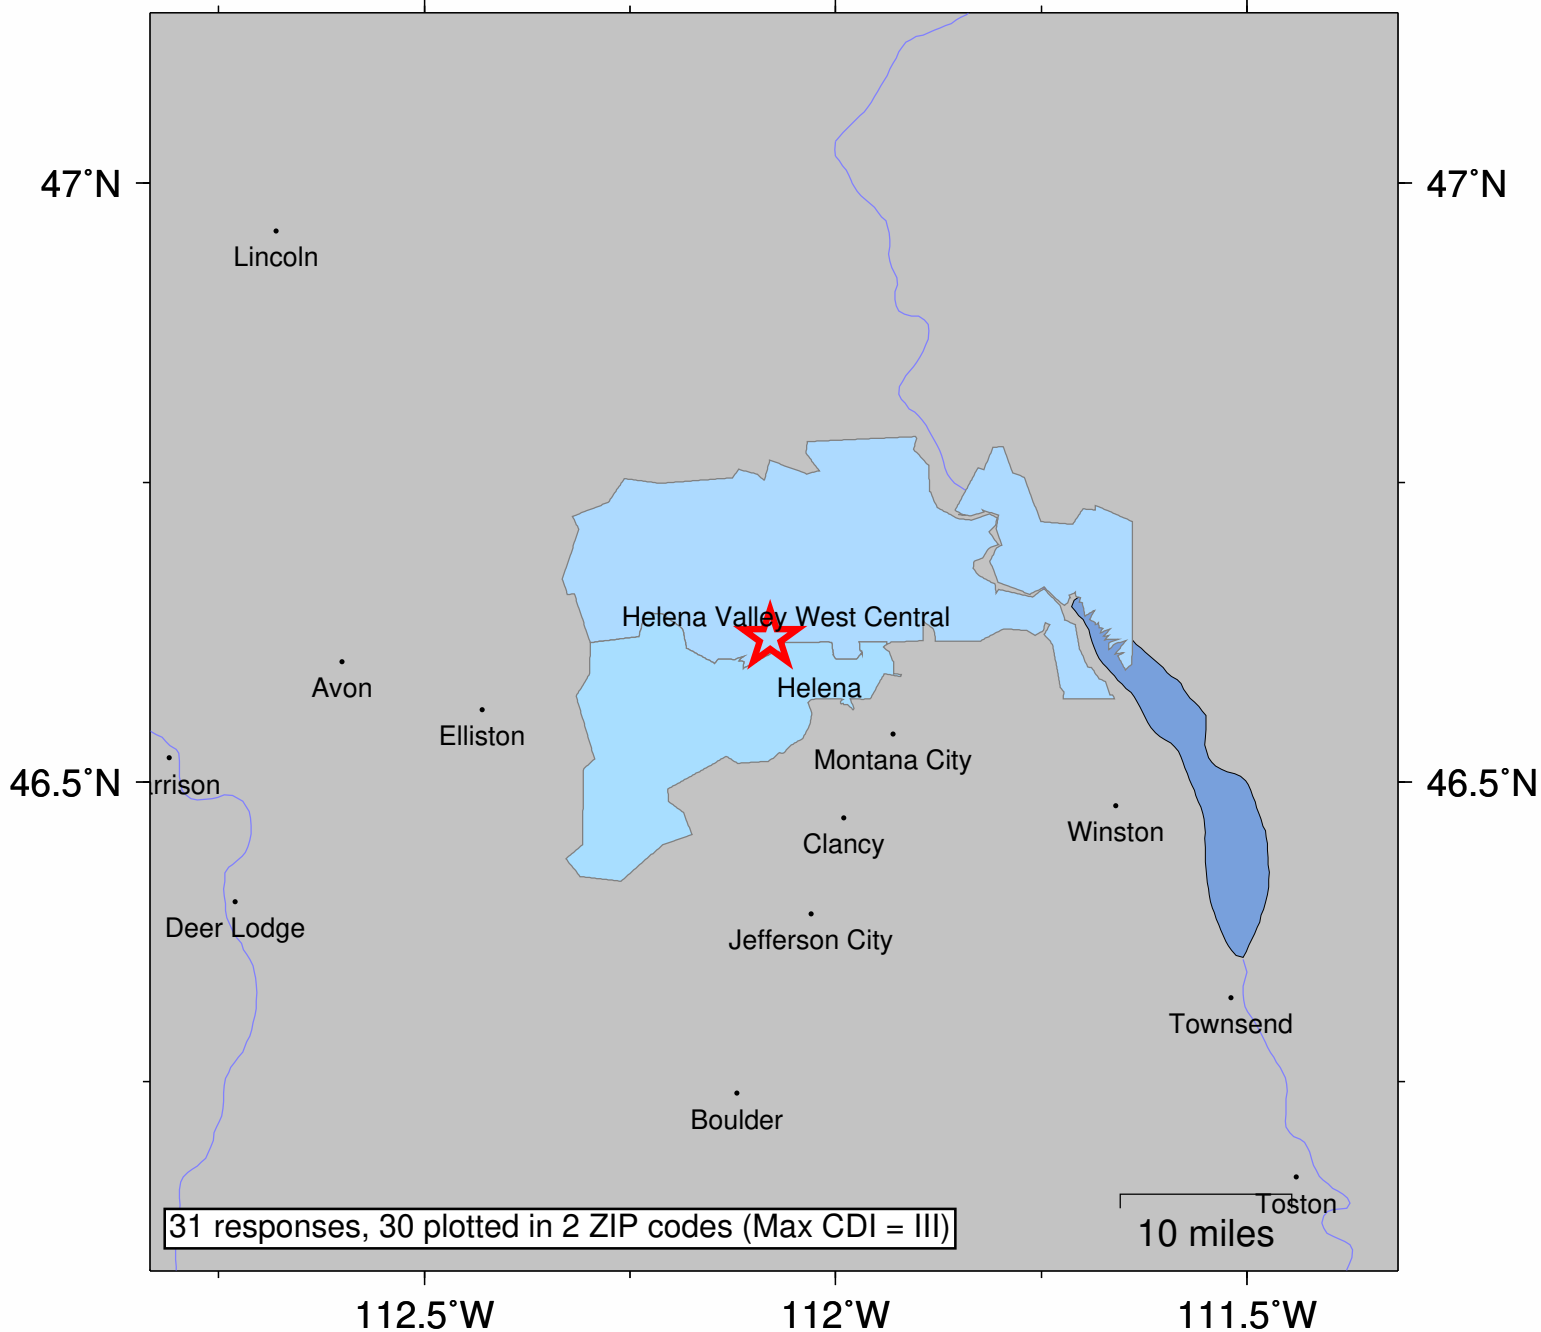 47°N
47°N
Lincoln
Helena Valley West Central
Avon
Helena
Elliston
Montana City
46.5°N
rrison
46.5°N
Clancy
Winston
Deer Lodge
Jefferson City
Townsend
Boulder
Toston
31 responses, 30 plotted in 2 ZIP codes (Max CDI = III)
10 miles
112.5°W
112°W
111.5°W